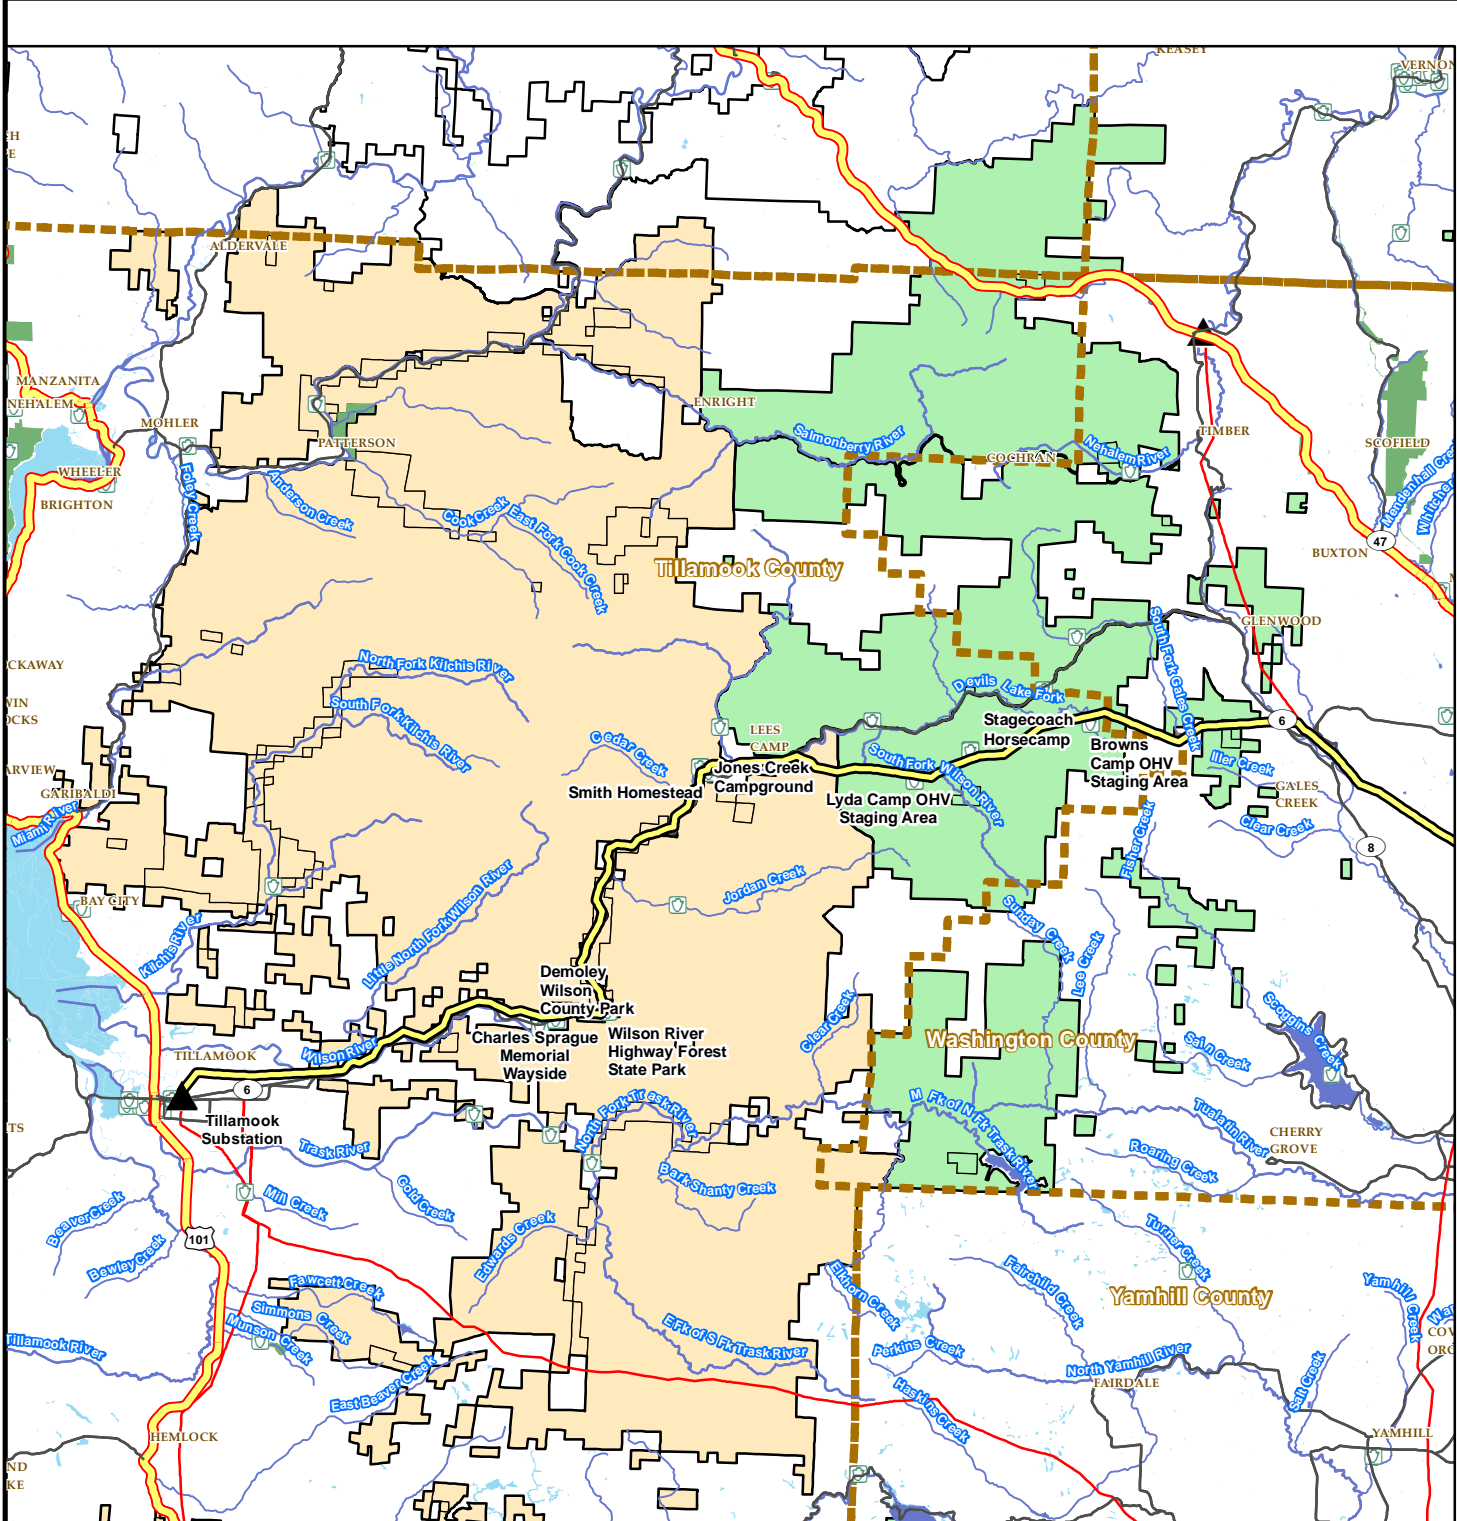 KEASEY
VERNON
ALDERVALE
MANZANITA
NEHALEM
MOHLER
WHEELER
BRIGHTON
PATTERSON
ENRIGHT
Salmonberry River
COCHRAN
Nehalem River
TIMBER
SCOFIELD
Mendenhall Cree
BUXTON
47
Foley Creek
Anderson Creek
Cook Creek
East Fork Cook Creek
Tillamook County
GLENWOOD
CKAWAY
WIN
OCKS
ARVIEW
GARIBALDI
Miami River
North Fork Kilchis River
South Fork Kilchis River
Cedar Creek
LEES
CAMP
Devils Lake Fork
South Fork Gales Creek
Stagecoach
Horsecamp
Browns
Camp OHV
Staging Area
6
Iller Creek
GALES
CREEK
Clear Creek
8
Smith Homestead
Jones Creek
Campground
South Fork Wilson River
Lyda Camp OHV
Staging Area
Fisher Creek
Jordan Creek
BAY CITY
Kilchis River
Little North Fork Wilson River
Sunday Creek
Lee Creek
Demoley
Wilson
County Park
Charles Sprague
Memorial
Wayside
Wilson River
Highway Forest
State Park
Clear Creek
Washington County
Scoggins Creek
Sain Creek
TILLAMOOK
Wilson River
6
Tillamook
Substation
North Fork Trask River
M Fk of N Fk Trask River
Tualatin River
CHERRY
GROVE
Roaring Creek
Trask River
Bark Shanty Creek
Gold Creek
Mill Creek
Beaver Creek
Bewley Creek
101
Edwards Creek
Turner Creek
Fairchild Creek
Elkhorn Creek
Yamhill County
Yamhill Creek
Fawcett Creek
Simmons Creek
Munson Creek
Tillamook River
E Fk of S Fk Trask River
Perkins Creek
North Yamhill River
FAIRDALE
East Beaver Creek
Haskins Creek
Salt Creek
HEMLOCK
YAMHILL